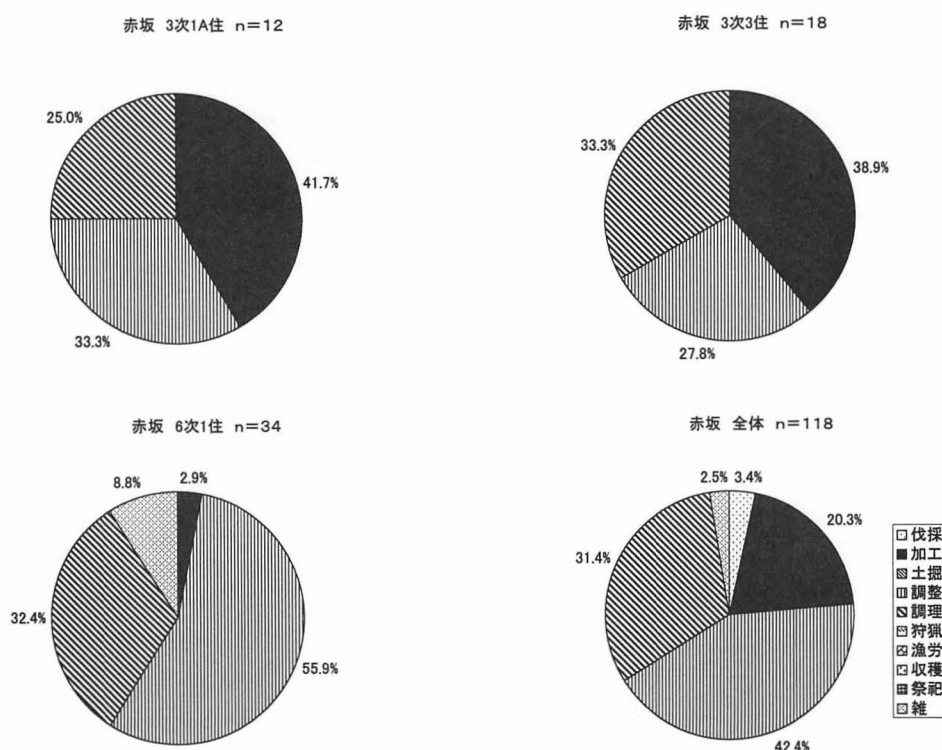 赤坂 3次1A住 n=12
25.0%
41.7%
33.3%
赤坂 3次3住 n=18
33.3%
38.9%
27.8%
赤坂 6次1住 n=34
8.8%
2.9%
32.4%
55.9%
赤坂 全体 n=118
2.5%
3.4%
20.3%
31.4%
42.4%
伐採
加工
土掘
調整
調理
狩猟
漁労
収穫
祭祀
雑